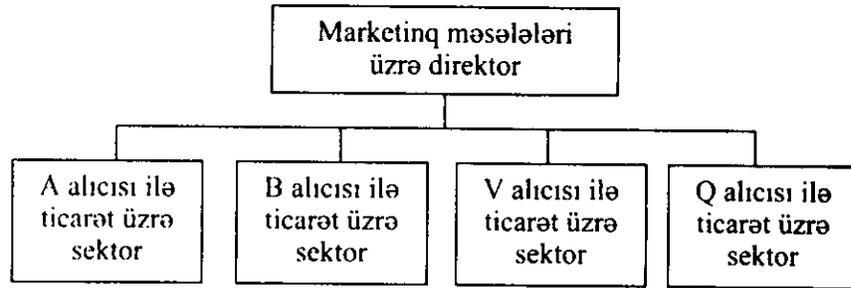 Marketinq məsələləri
üzrə direktor
A alıcısı ilə
ticarət üzrə
sektor
B alıcısı ilə
ticarət üzrə
sektor
V alıcısı ilə
ticarət üzrə
sektor
Q alıcısı ilə
ticarət üzrə
sektor